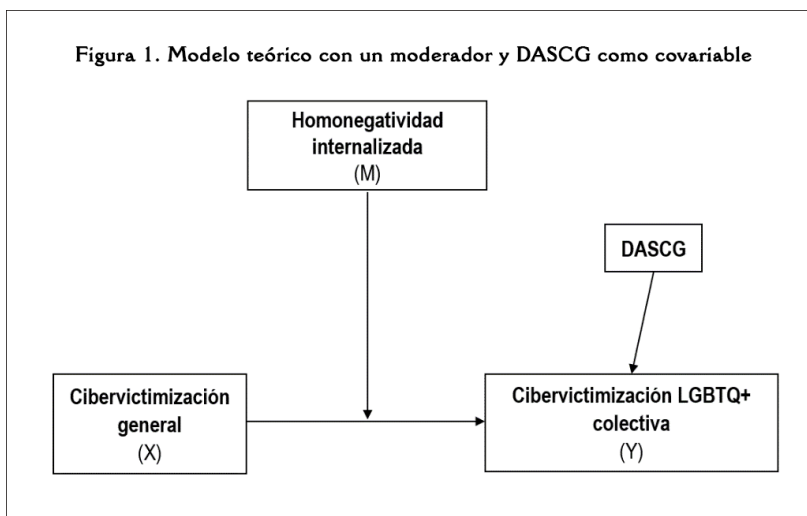 Figura 1. Modelo teórico con un moderador y DASCG como covariable
Homonegatividad
internalizada
(M)
DASCG
Cibervictimización
general
(X)
Cibervictimización LGBTQ+
colectiva
(Y)